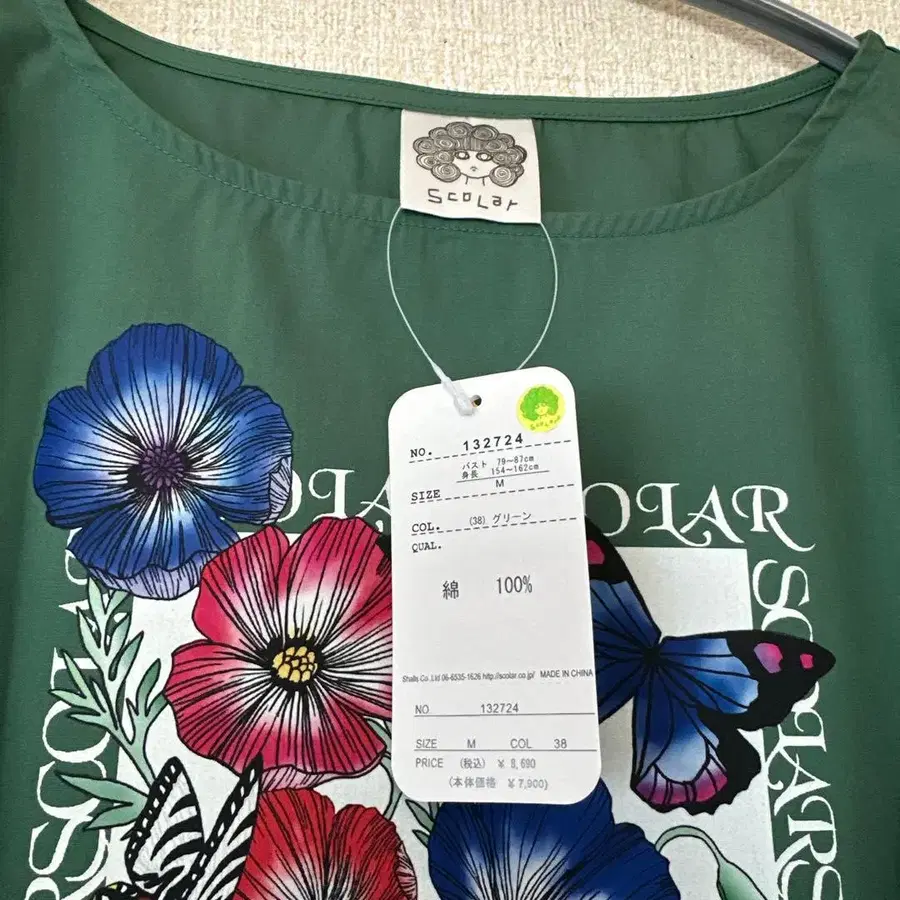 ScoLar
SCOLAR SCOLAR SCOLARS
NO. 132724
バスト 79~87cm
身長 154~162cm
SIZE M
COL. (38) グリーン
QUAL.
綿 100%
Shalls Co.,Ltd 06-6535-1626 http://scolar.co.jp/ MADE IN CHINA
NO 132724
SIZE M COL 38
PRICE (税込) ¥ 8,690
(本体価格 ¥ 7,900)